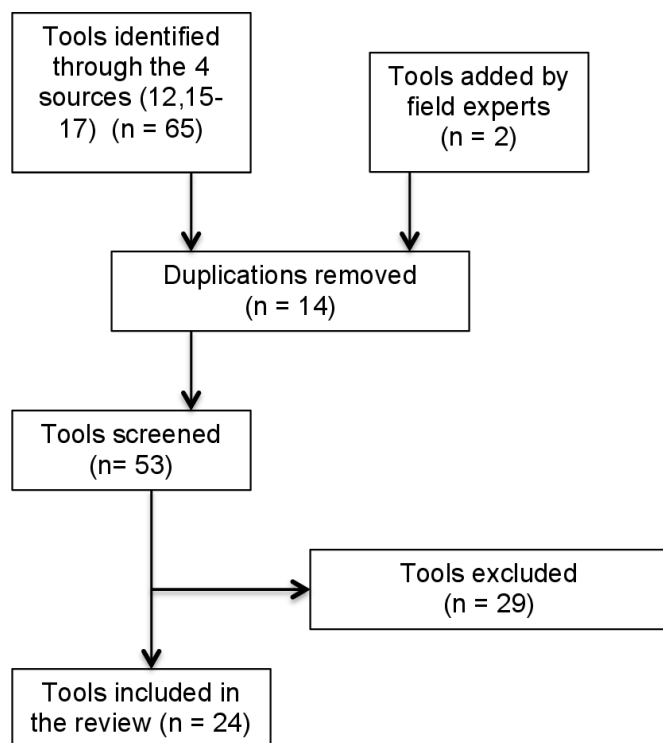 Tools identified
through the 4
sources (12,15-
17)  (n = 65)
Tools added by
field experts
(n = 2)
Duplications removed
(n = 14)
Tools screened
(n= 53)
Tools excluded
(n = 29)
Tools included in
the review (n = 24)